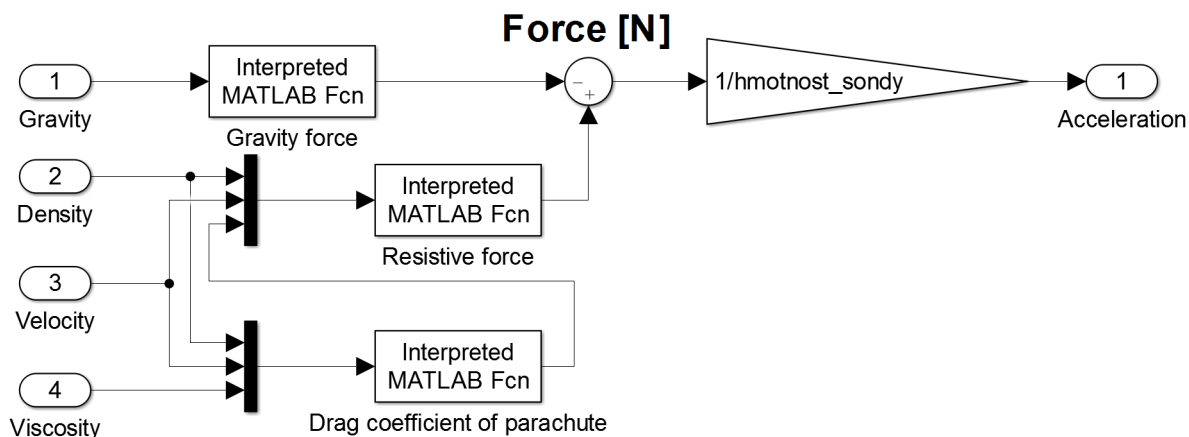 Force [N]
1
Gravity
Interpreted
MATLAB Fcn
Gravity force
−
+
1/hmotnost_sondy
1
Acceleration
2
Density
Interpreted
MATLAB Fcn
Resistive force
3
Velocity
4
Viscosity
Interpreted
MATLAB Fcn
Drag coefficient of parachute